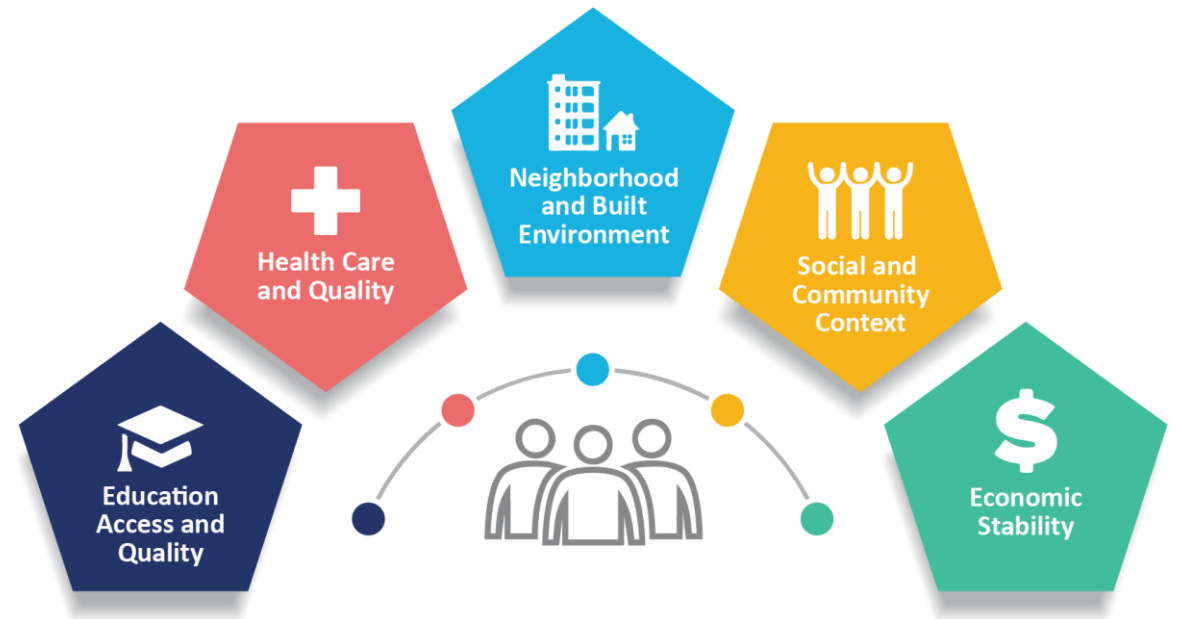 Neighborhood
and Built
Environment
Health Care
and Quality
Social and
Community
Context
Education
Access and
Quality
Economic
Stability